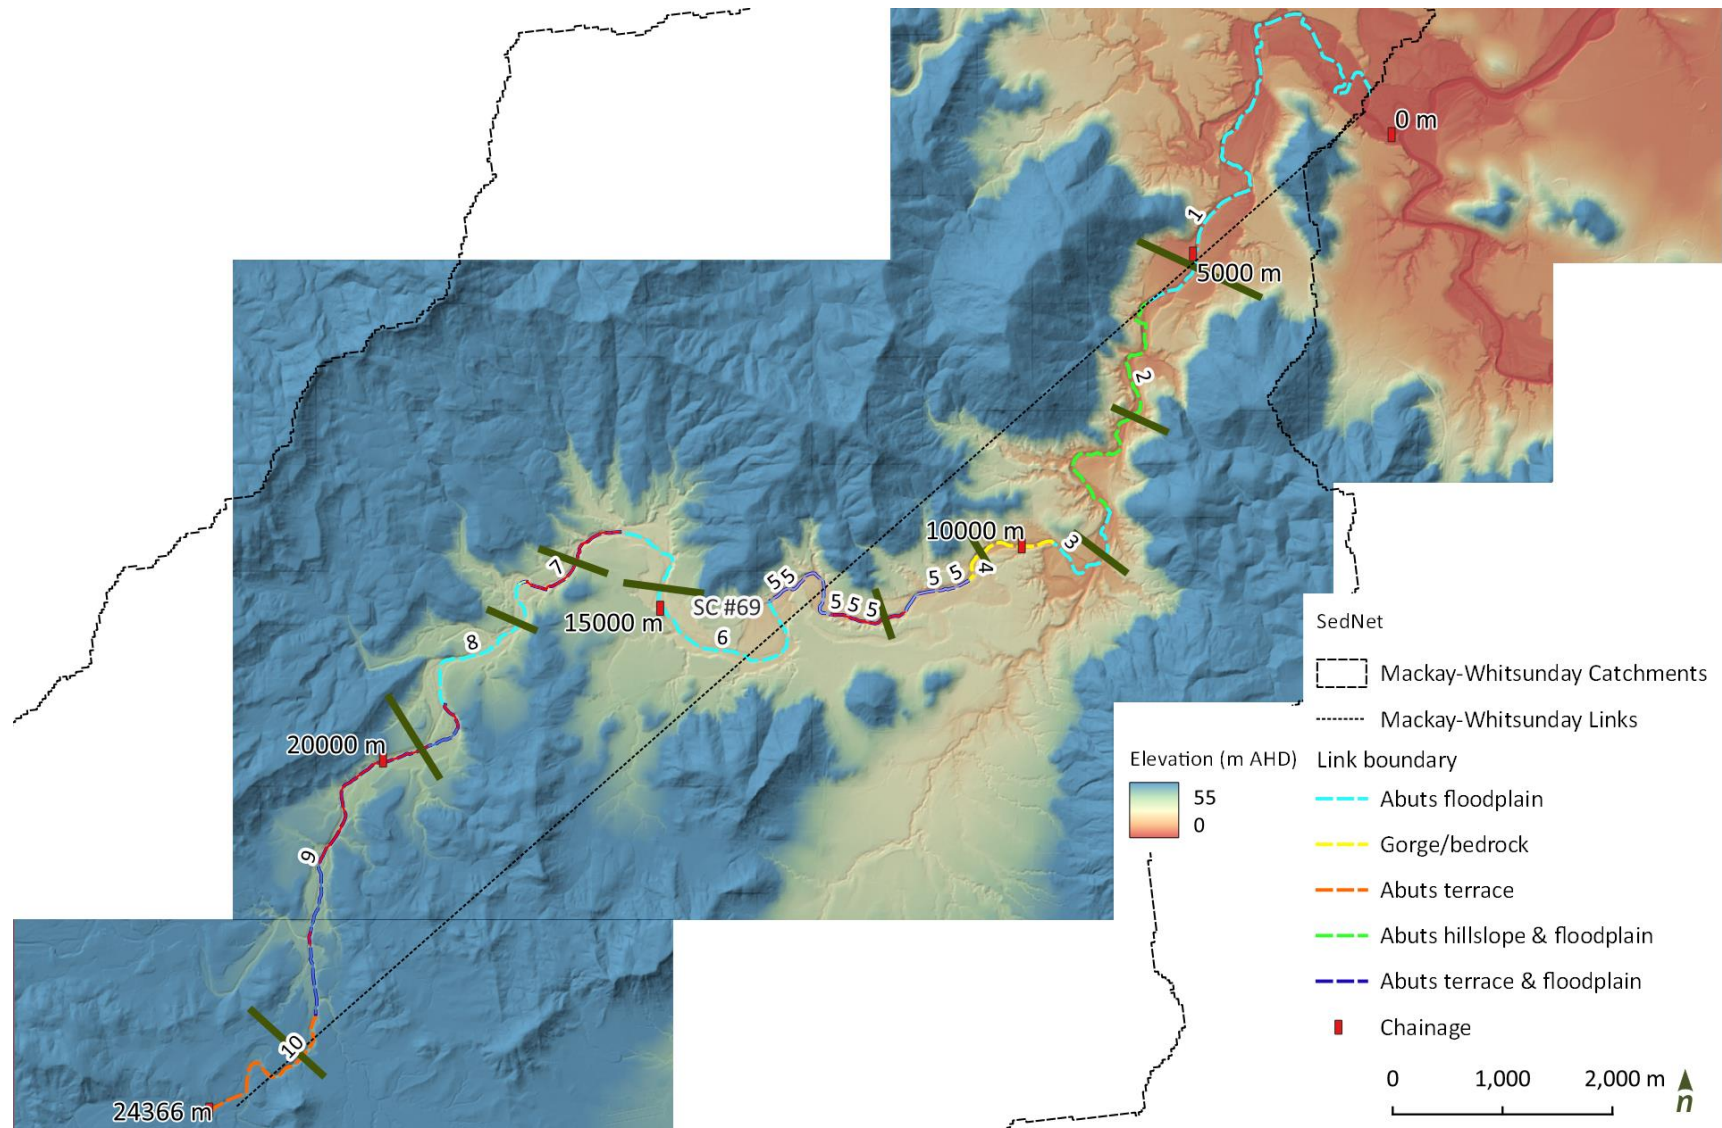 0 m
1
5000 m
2
10000 m
3
4
5 5
5 5
5 5 5
SC #69
15000 m
6
7
8
20000 m
9
10
24366 m
SedNet
Mackay-Whitsunday Catchments
Mackay-Whitsunday Links
Elevation (m AHD)
55
0
Link boundary
Abuts floodplain
Gorge/bedrock
Abuts terrace
Abuts hillslope & floodplain
Abuts terrace & floodplain
Chainage
0 1,000 2,000 m
n